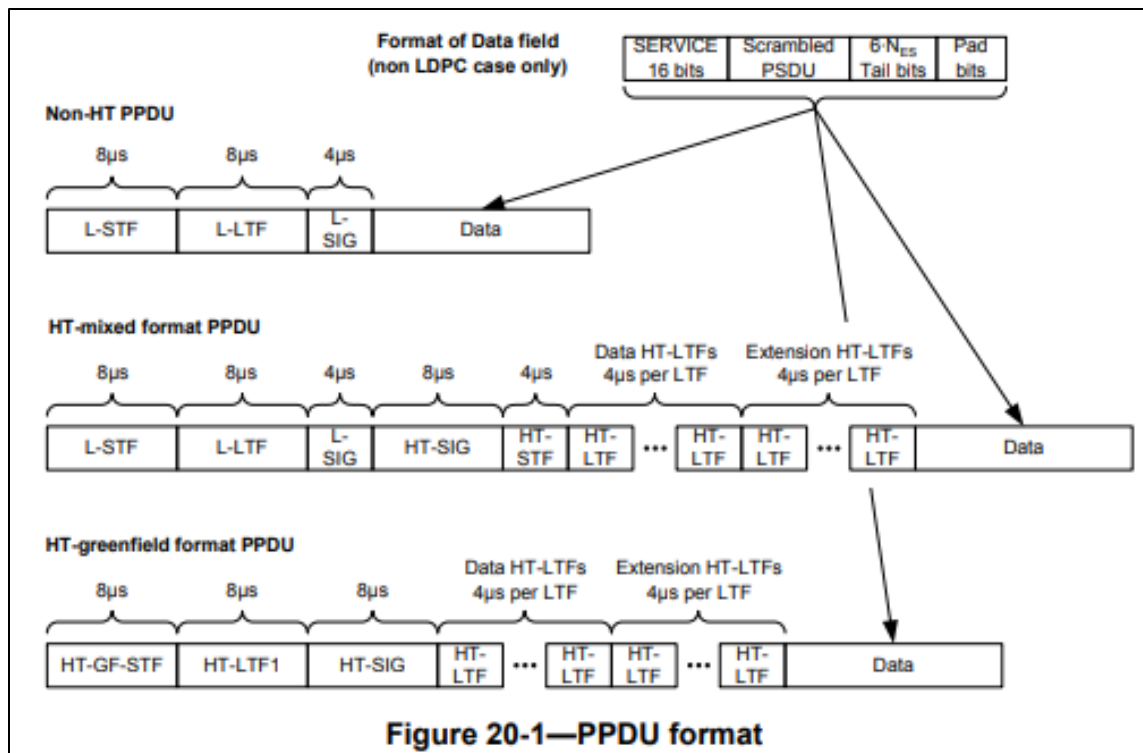 Format of Data field
(non LDPC case only)
SERVICE
16 bits
Scrambled
PSDU
6·N_ES
Tail bits
Pad
bits
Non-HT PPDU
8µs
8µs
4µs
L-STF
L-LTF
L-
SIG
Data
HT-mixed format PPDU
Data HT-LTFs
4µs per LTF
Extension HT-LTFs
4µs per LTF
8µs
8µs
4µs
8µs
4µs
L-STF
L-LTF
L-
SIG
HT-SIG
HT-
STF
HT-
LTF
•••
HT-
LTF
HT-
LTF
•••
HT-
LTF
Data
HT-greenfield format PPDU
Data HT-LTFs
4µs per LTF
Extension HT-LTFs
4µs per LTF
8µs
8µs
8µs
HT-GF-STF
HT-LTF1
HT-SIG
HT-
LTF
•••
HT-
LTF
HT-
LTF
•••
HT-
LTF
Data
Figure 20-1—PPDU format